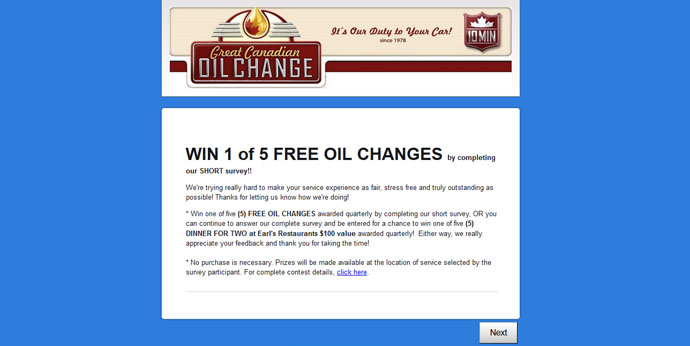 It's Our Duty to Your Car!
since 1978
10 MIN
Great Canadian
OIL CHANGE
WIN 1 of 5 FREE OIL CHANGES by completing
our SHORT survey!!
We're trying really hard to make your service experience as fair, stress free and truly outstanding as
possible! Thanks for letting us know how we're doing!
* Win one of five (5) FREE OIL CHANGES awarded quarterly by completing our short survey, OR you
can continue to answer our complete survey and be entered for a chance to win one of five (5)
DINNER FOR TWO at Earl's Restaurants $100 value awarded quarterly! Either way, we really
appreciate your feedback and thank you for taking the time!
* No purchase is necessary. Prizes will be made available at the location of service selected by the
survey participant. For complete contest details, click here.
Next